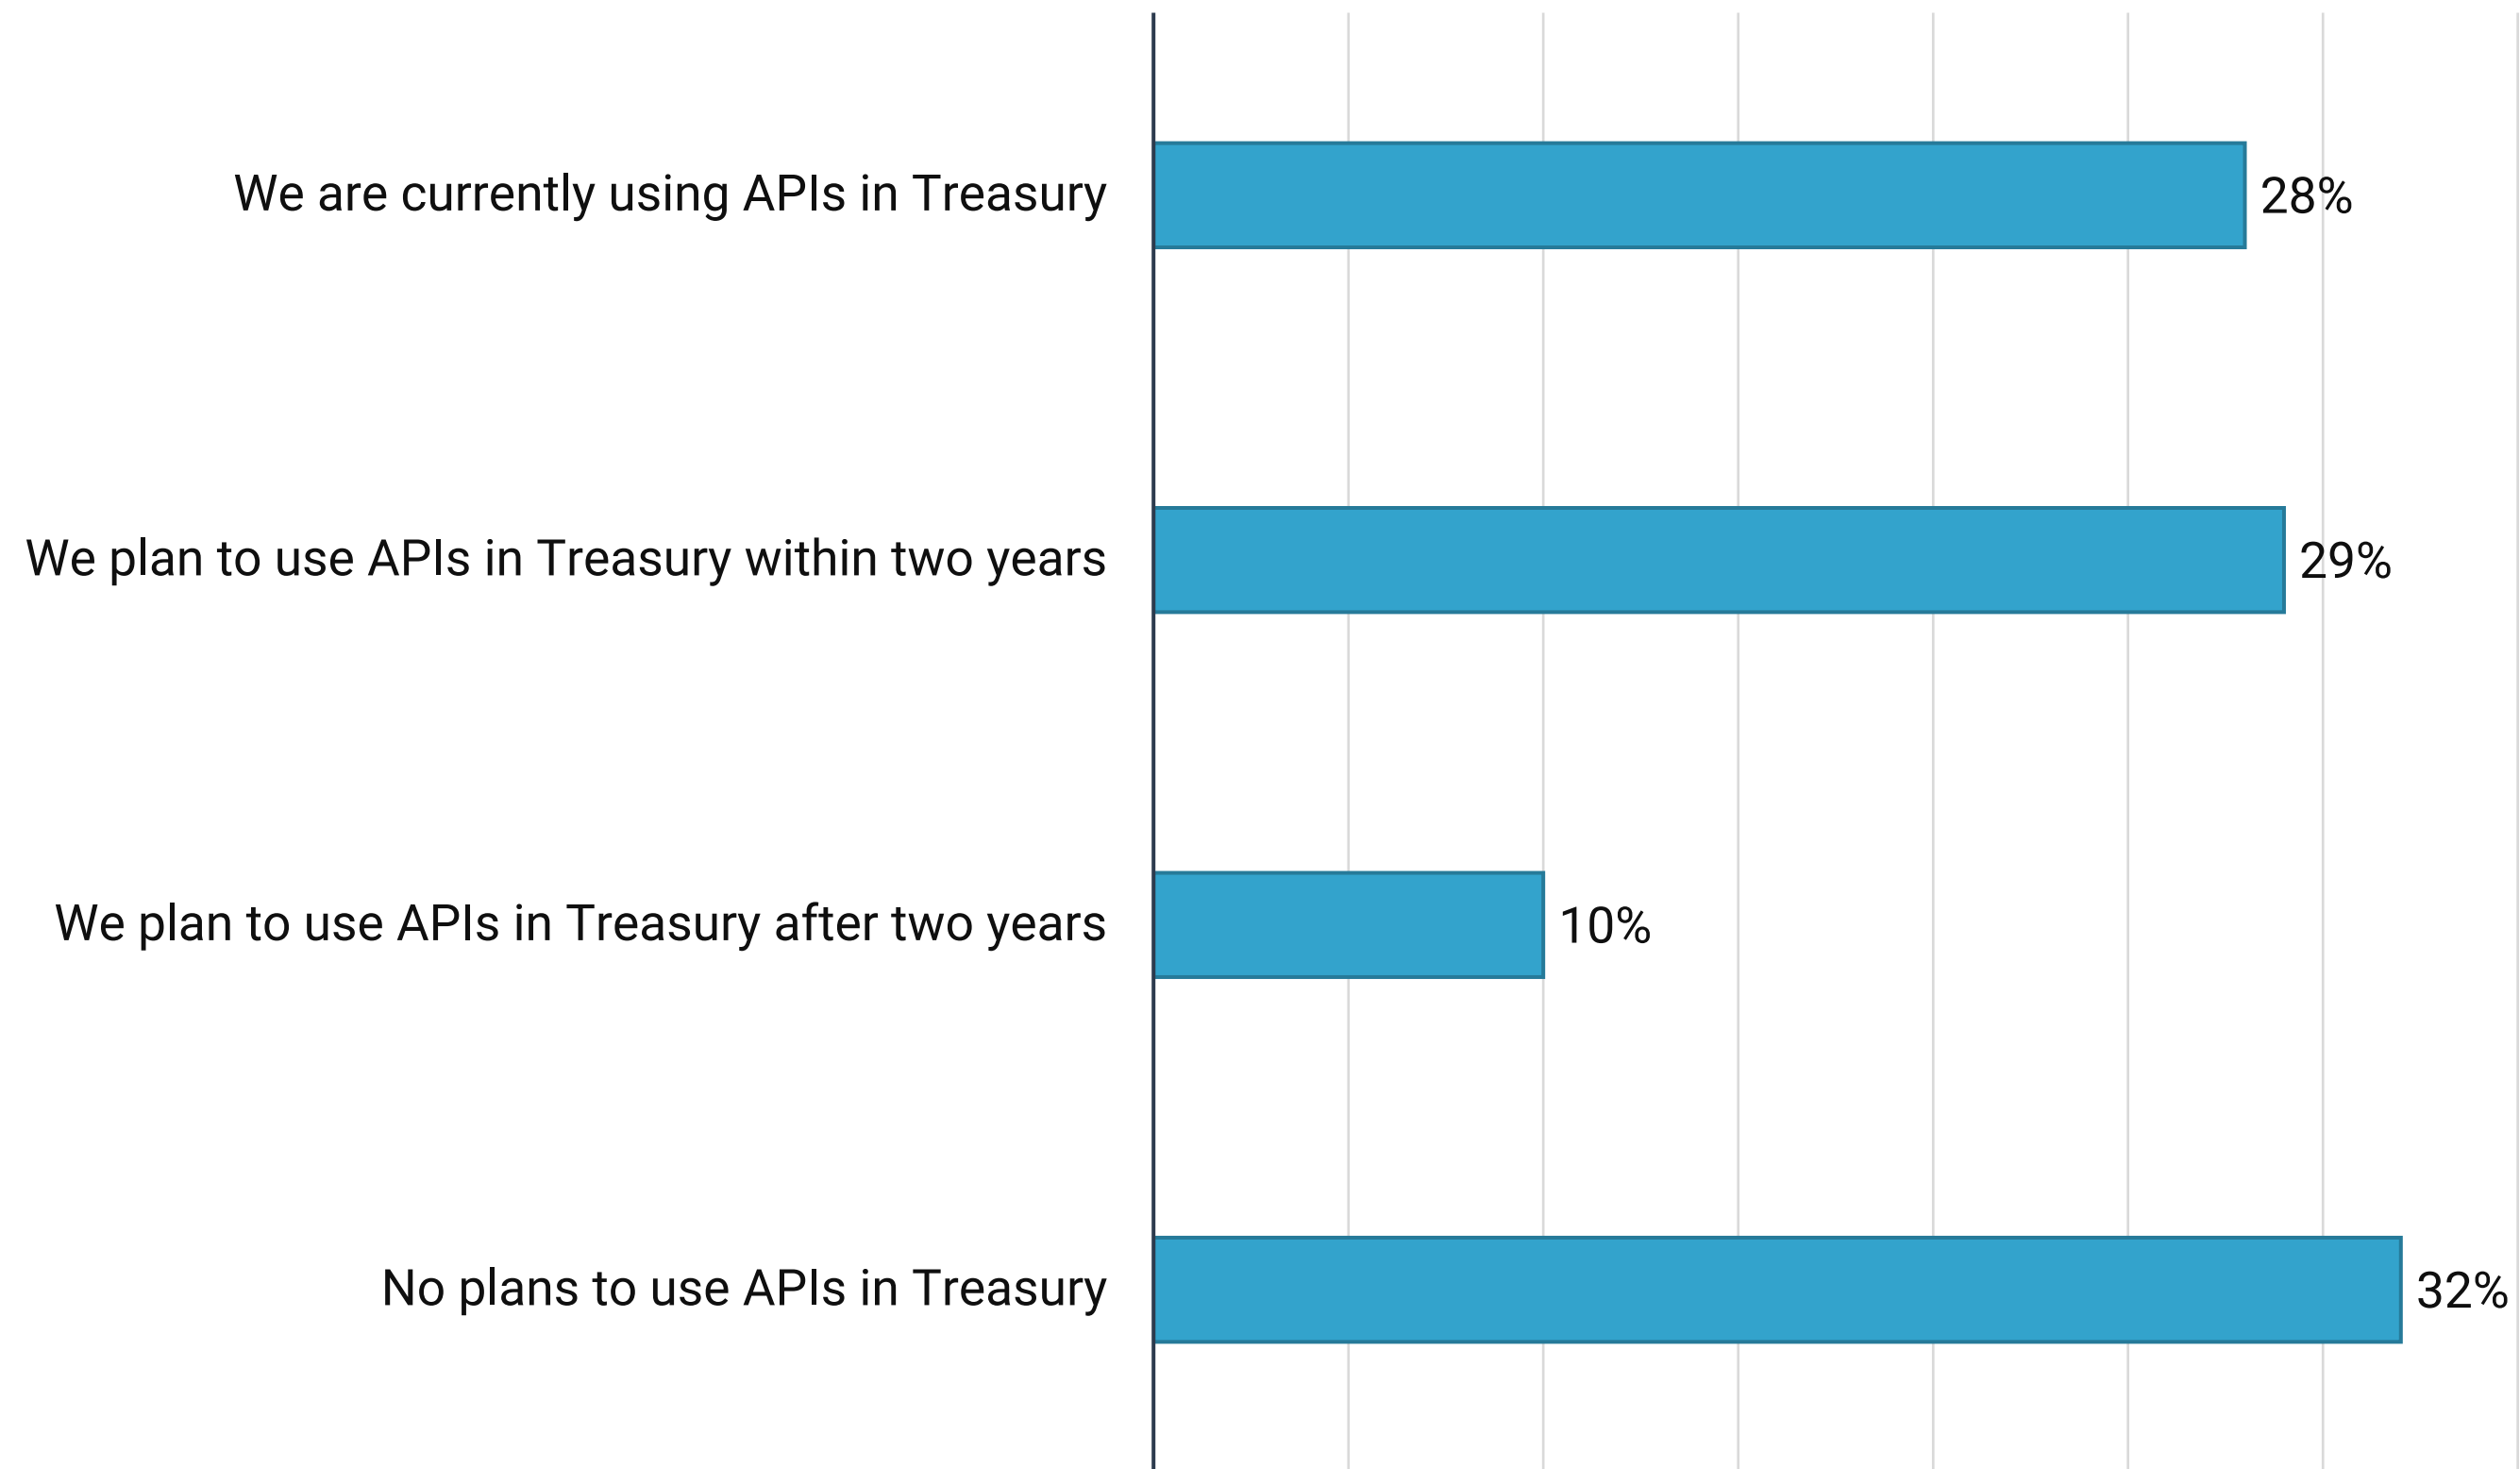 We are currently using APIs in Treasury 28%
We plan to use APIs in Treasury within two years 29%
We plan to use APIs in Treasury after two years 10%
No plans to use APIs in Treasury 32%